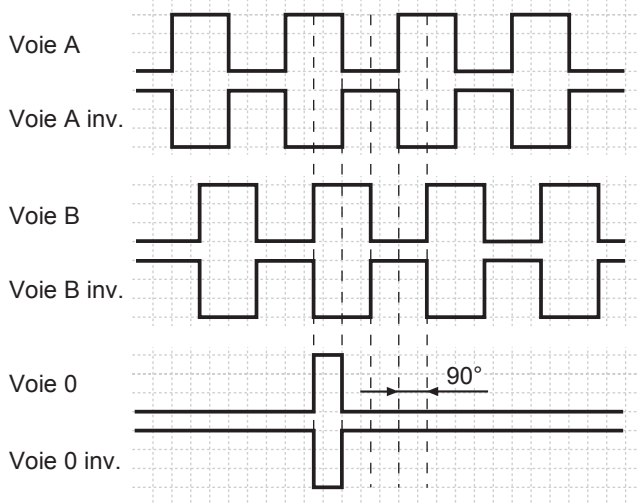 Voie A
Voie A inv.
Voie B
Voie B inv.
Voie 0
90°
Voie 0 inv.